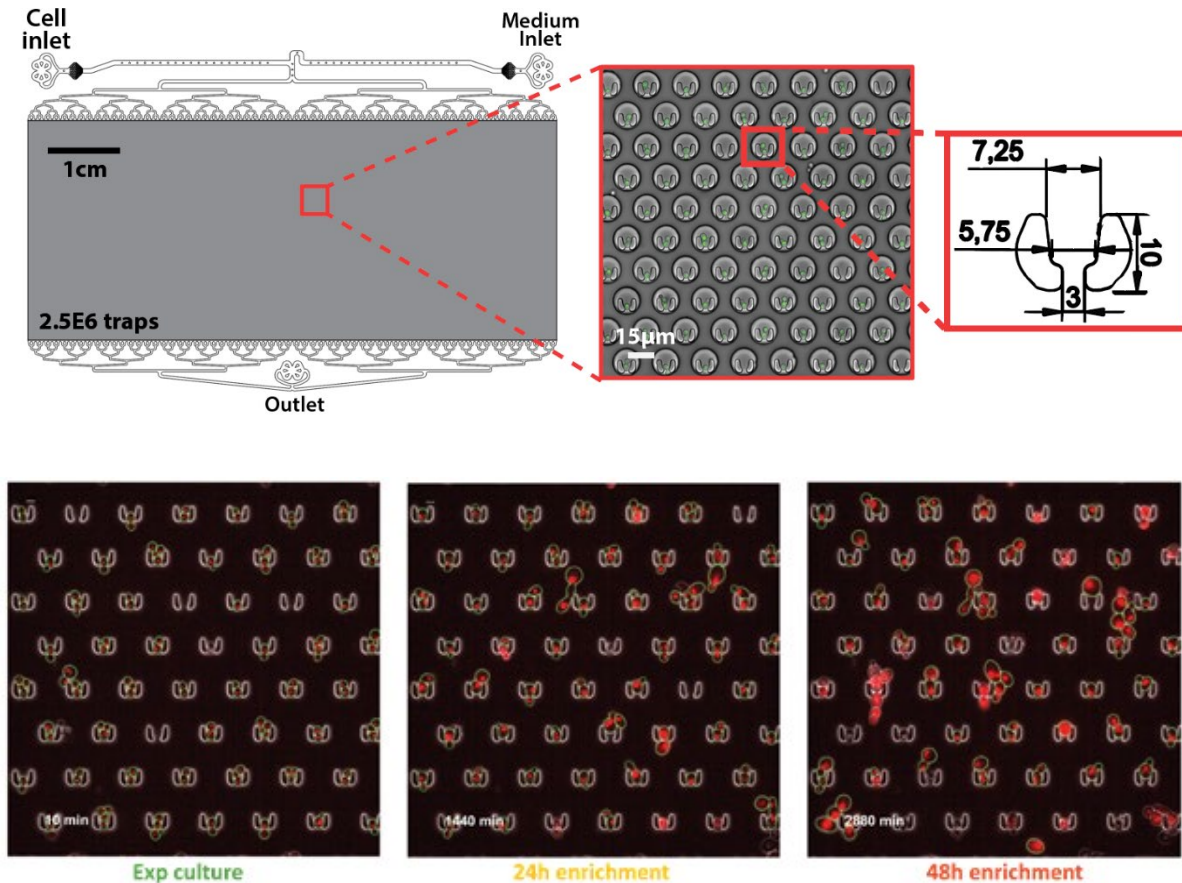 Cell
inlet
Medium
Inlet
1cm
2.5E6 traps
Outlet
15µm
7,25
5,75
10
3
10 min
1440 min
2880 min
Exp culture
24h enrichment
48h enrichment